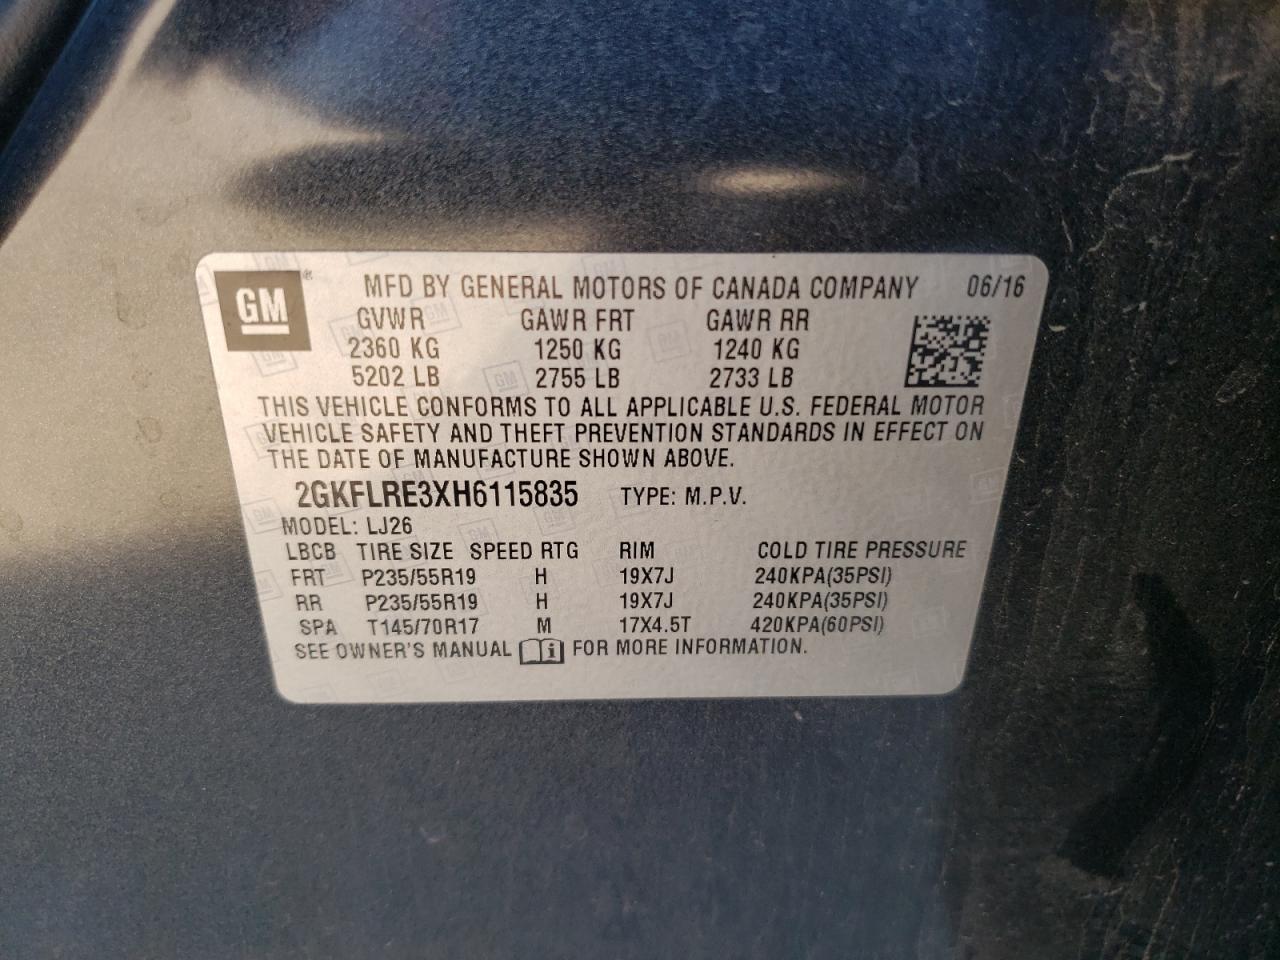 GM ® MFD BY GENERAL MOTORS OF CANADA COMPANY 06/16
GVWR GAWR FRT GAWR RR
2360 KG 1250 KG 1240 KG
5202 LB 2755 LB 2733 LB
THIS VEHICLE CONFORMS TO ALL APPLICABLE U.S. FEDERAL MOTOR
VEHICLE SAFETY AND THEFT PREVENTION STANDARDS IN EFFECT ON
THE DATE OF MANUFACTURE SHOWN ABOVE.
2GKFLRE3XH6115835 TYPE: M.P.V.
MODEL: LJ26
LBCB TIRE SIZE SPEED RTG RIM COLD TIRE PRESSURE
FRT P235/55R19 H 19X7J 240KPA(35PSI)
RR P235/55R19 H 19X7J 240KPA(35PSI)
SPA T145/70R17 M 17X4.5T 420KPA(60PSI)
SEE OWNER'S MANUAL i FOR MORE INFORMATION.